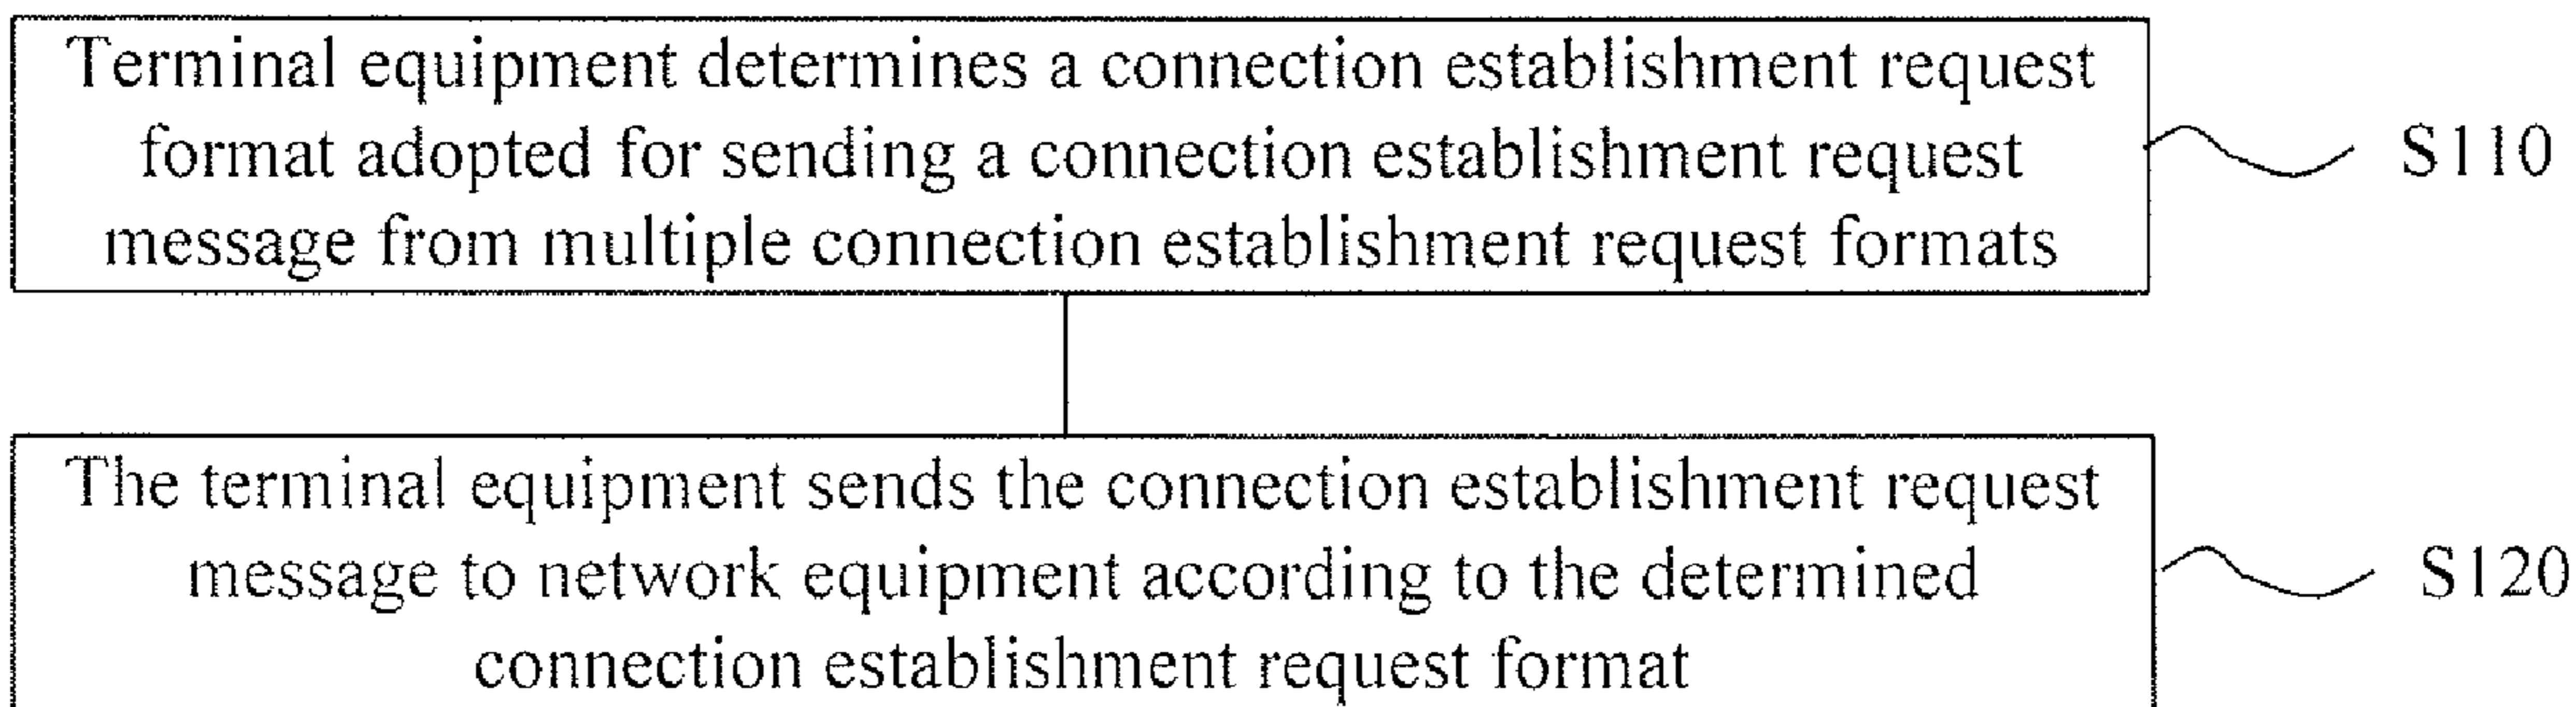 Terminal equipment determines a connection establishment request
format adopted for sending a connection establishment request
message from multiple connection establishment request formats
S110
The terminal equipment sends the connection establishment request
message to network equipment according to the determined
connection establishment request format
S120